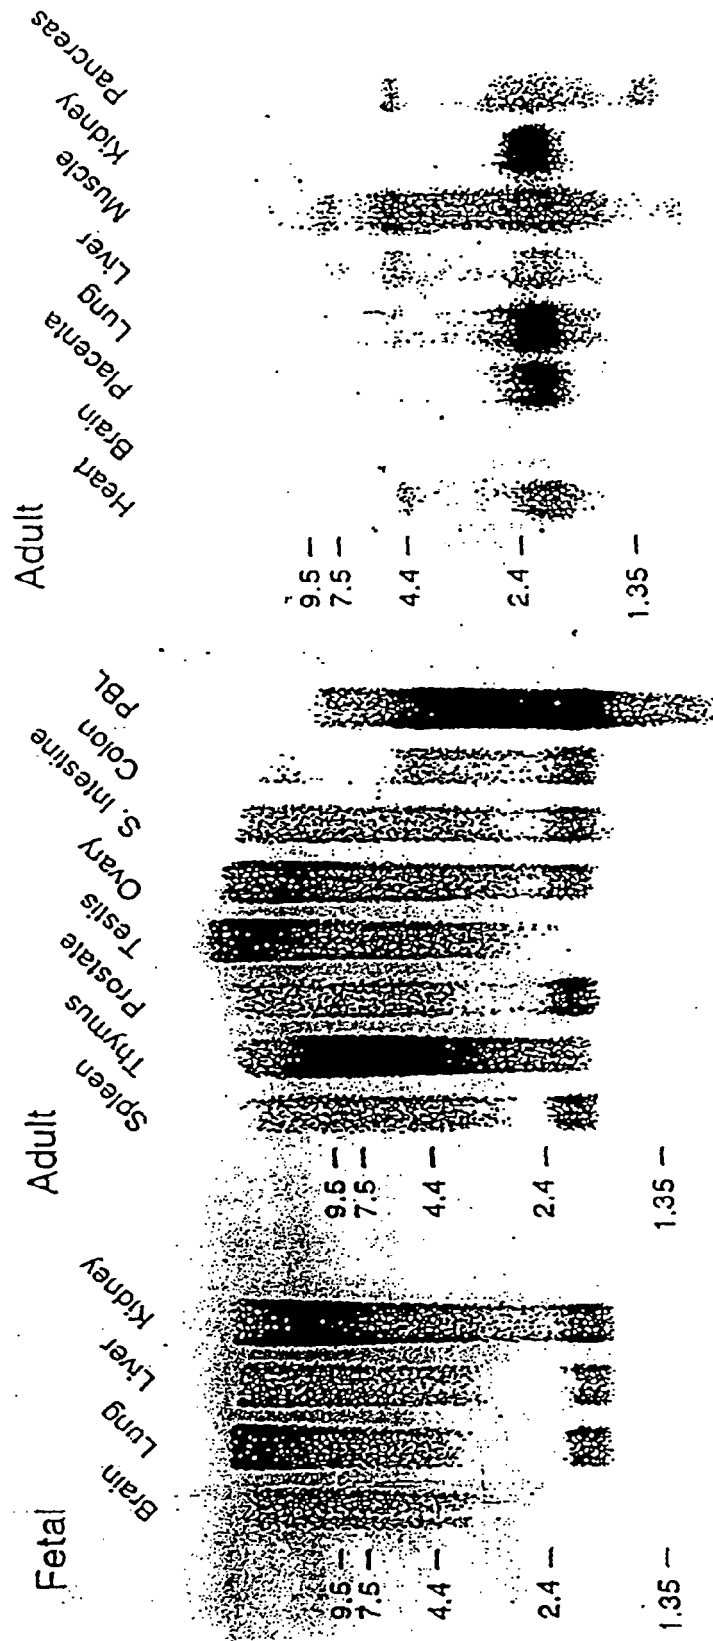 Fetal
Brain
Lung
Liver
Kidney
9.5
7.5
4.4
2.4
1.35
Adult
Spleen
Thymus
Prostate
Testis
Ovary
S. Intestine
Colon
PBL
9.5
7.5
4.4
2.4
1.35
Adult
Heart
Brain
Placenta
Lung
Liver
Muscle
Kidney
Pancreas
9.5
7.5
4.4
2.4
1.35